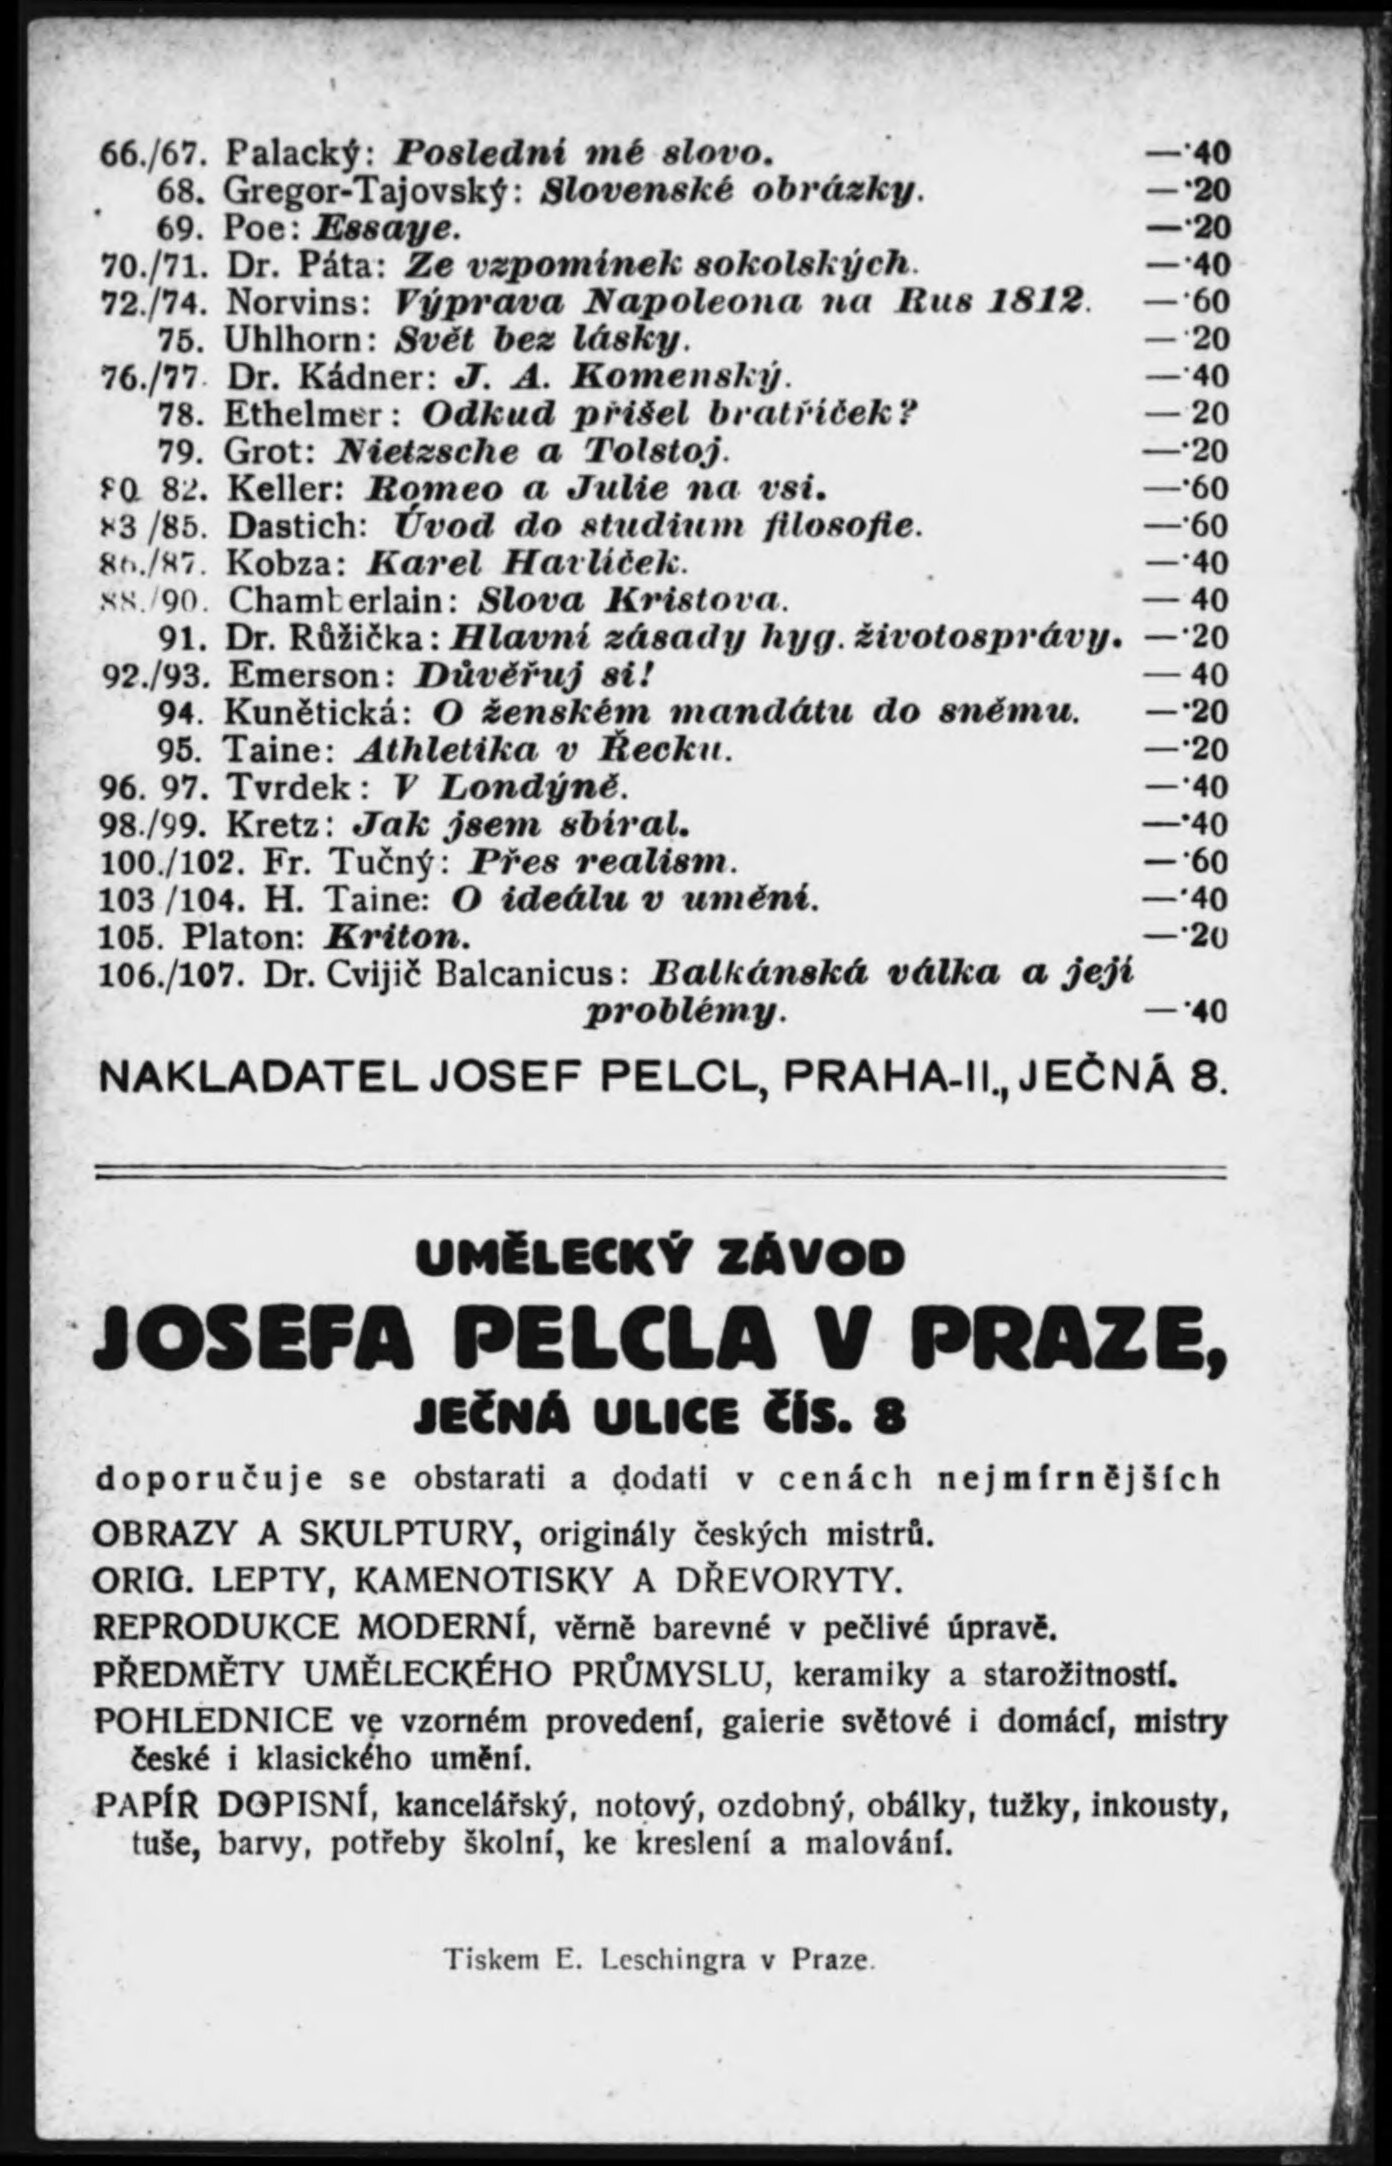 66./67. Palacký: Poslední mé slovo. —·40
68. Gregor-Tajovský: Slovenské obrázky. —·20
69. Poe: Essaye. —·20
70./71. Dr. Páta: Ze vzpomínek sokolských. —·40
72./74. Norvins: Výprava Napoleona na Rus 1812. —·60
75. Uhlhorn: Svět bez lásky. —·20
76./77. Dr. Kádner: J. A. Komenský. —·40
78. Ethelmer: Odkud přišel bratříček? —·20
79. Grot: Nietzsche a Tolstoj. —·20
80 82. Keller: Romeo a Julie na vsi. —·60
83/85. Dastich: Úvod do studium filosofie. —·60
86./87. Kobza: Karel Havlíček. —·40
88./90. Chamberlain: Slova Kristova. —·40
91. Dr. Růžička: Hlavní zásady hyg. životosprávy. —·20
92./93. Emerson: Důvěřuj si! —·40
94. Kunětická: O ženském mandátu do sněmu. —·20
95. Taine: Athletika v Řecku. —·20
96. 97. Tvrdek: V Londýně. —·40
98./99. Kretz: Jak jsem sbíral. —·40
100./102. Fr. Tučný: Přes realism. —·60
103/104. H. Taine: O ideálu v umění. —·40
105. Platon: Kriton. —·20
106./107. Dr. Cvijič Balcanicus: Balkánská válka a její
problémy. —·40
NAKLADATEL JOSEF PELCL, PRAHA-II., JEČNÁ 8.
UMĚLECKÝ ZÁVOD
JOSEFA PELCLA V PRAZE,
JEČNÁ ULICE ČÍS. 8
doporučuje se obstarati a dodati v cenách nejmírnějších
OBRAZY A SKULPTURY, originály českých mistrů.
ORIG. LEPTY, KAMENOTISKY A DŘEVORYTY.
REPRODUKCE MODERNÍ, věrně barevné v pečlivé úpravě.
PŘEDMĚTY UMĚLECKÉHO PRŮMYSLU, keramiky a starožitností.
POHLEDNICE ve vzorném provedení, galerie světové i domácí, mistry
české i klasického umění.
PAPÍR DOPISNÍ, kancelářský, notový, ozdobný, obálky, tužky, inkousty,
tuše, barvy, potřeby školní, ke kreslení a malování.
Tiskem E. Leschingra v Praze.